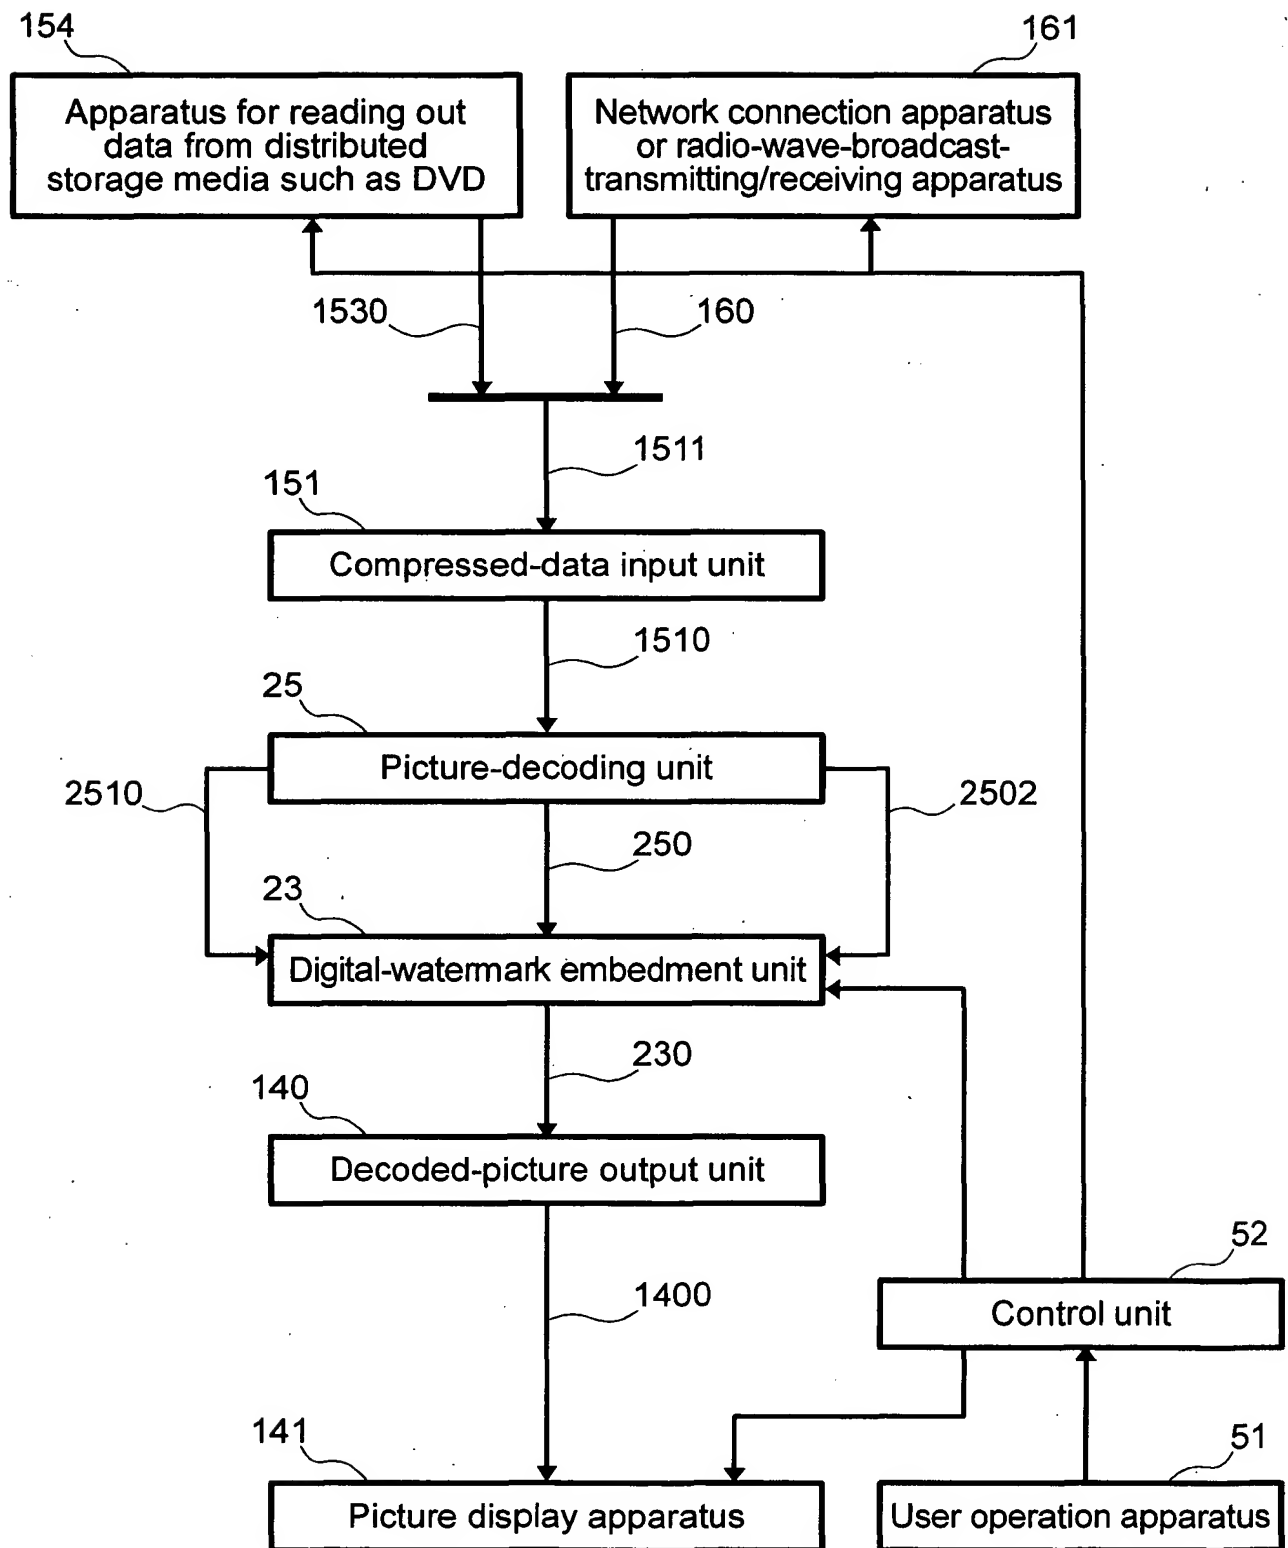 154
161
Apparatus for reading out
data from distributed
storage media such as DVD
Network connection apparatus
or radio-wave-broadcast-
transmitting/receiving apparatus
1530
160
1511
151
Compressed-data input unit
1510
25
Picture-decoding unit
2510
2502
250
23
Digital-watermark embedment unit
230
140
Decoded-picture output unit
52
1400
Control unit
141
51
Picture display apparatus
User operation apparatus